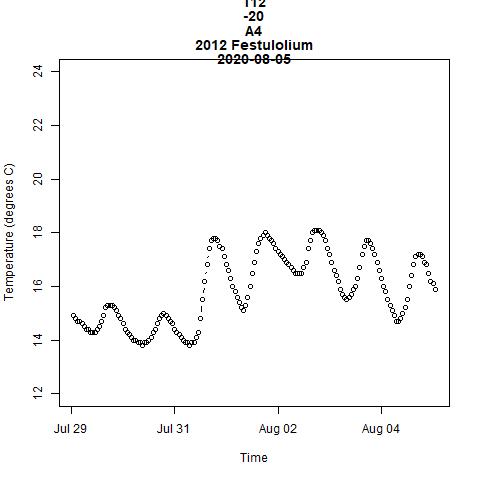 T12
-20
A4
2012 Festulolium
2020-08-05
24
22
20
18
16
14
12
Temperature (degrees C)
Jul 29
Jul 31
Aug 02
Aug 04
Time